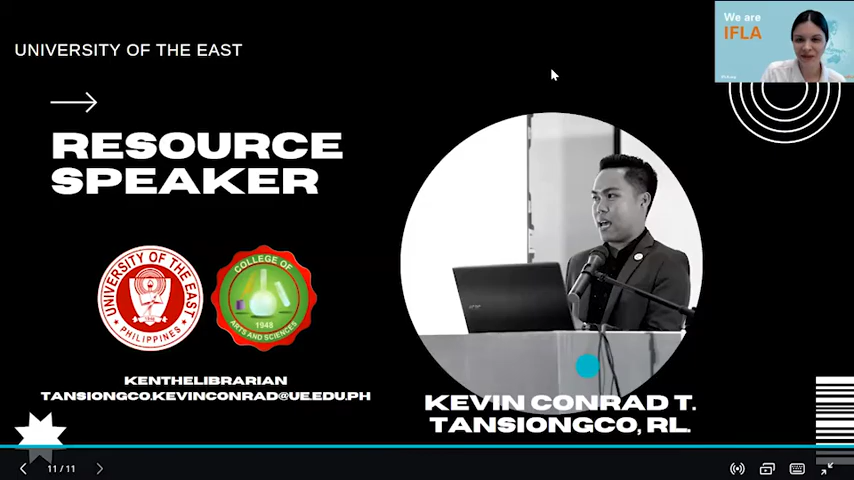 We are
IFLA
UNIVERSITY OF THE EAST
RESOURCE
SPEAKER
UNIVERSITY OF THE EAST
PHILIPPINES
COLLEGE OF
1948
ARTS AND SCIENCES
KENTHELIBRARIAN
TANSIONGCO.KEVINCONRAD@UE.EDU.PH
acer
KEVIN CONRAD T.
TANSIONGCO, RL.
11 / 11